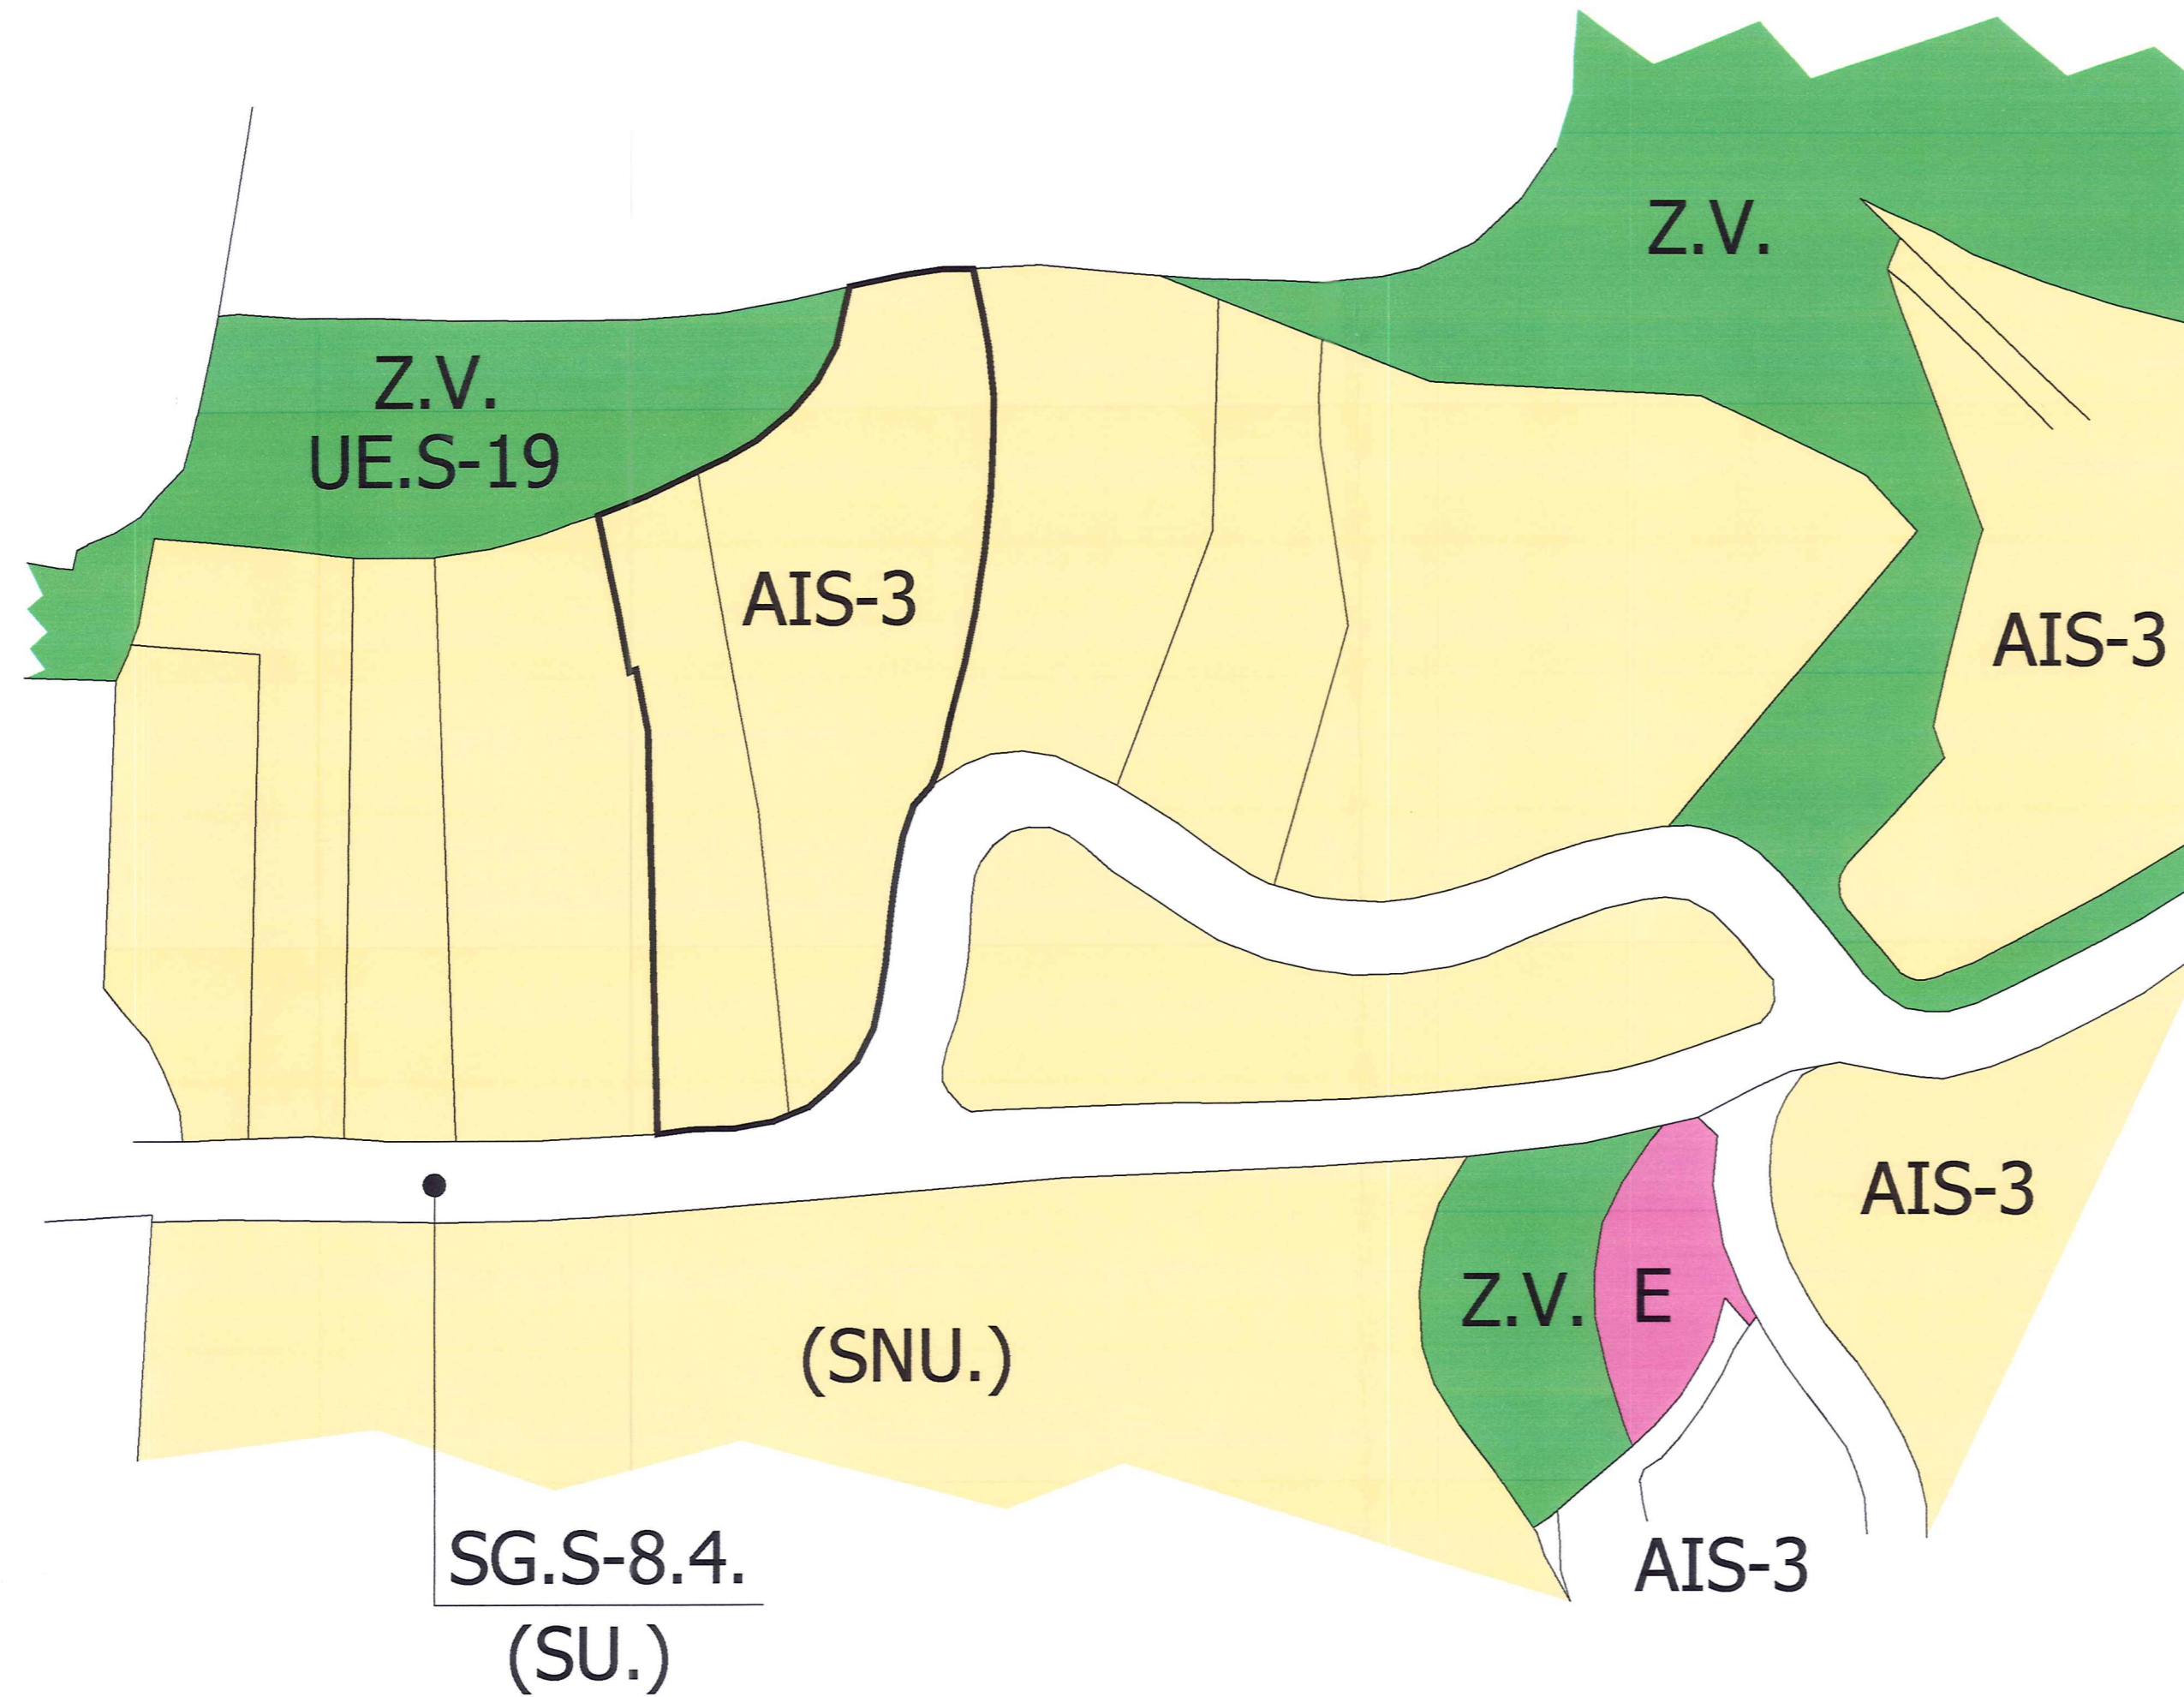 Z.V.
Z.V.
UE.S-19
AIS-3
AIS-3
AIS-3
Z.V.
E
(SNU.)
SG.S-8.4.
(SU.)
AIS-3